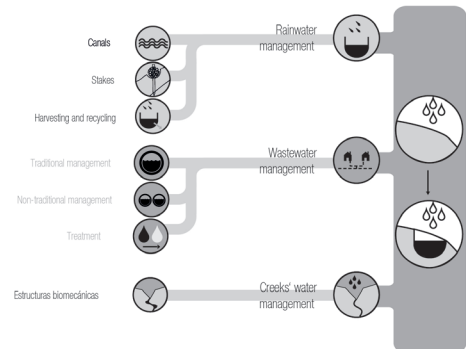 Canals
Rainwater
management
Stakes
Harvesting and recycling
Traditional management
Wastewater
management
Non-traditional management
Treatment
Estructuras biomecánicas
Creeks' water
management